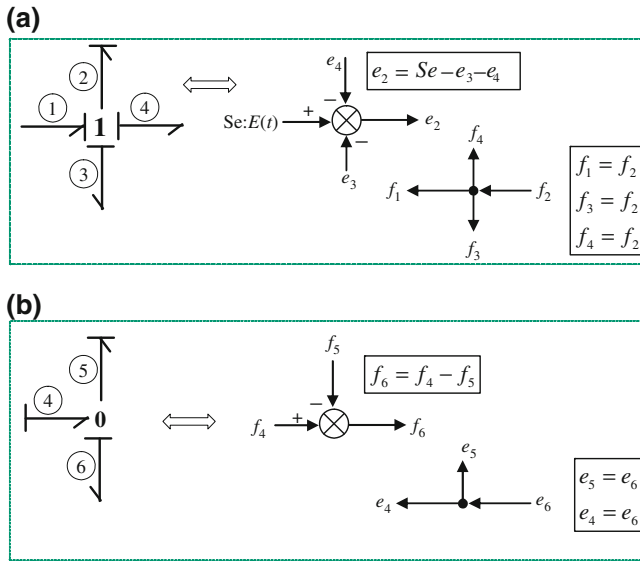 (a)
2
1
1
4
3
e₄
−
+
Se:E(t)
e₂
−
e₃
e₂ = Se−e₃−e₄
f₄
f₁
f₂
f₃
f₁ = f₂
f₃ = f₂
f₄ = f₂
(b)
5
4
0
6
f₅
−
+
f₄
f₆
f₆ = f₄ − f₅
e₅
e₄
e₆
e₅ = e₆
e₄ = e₆